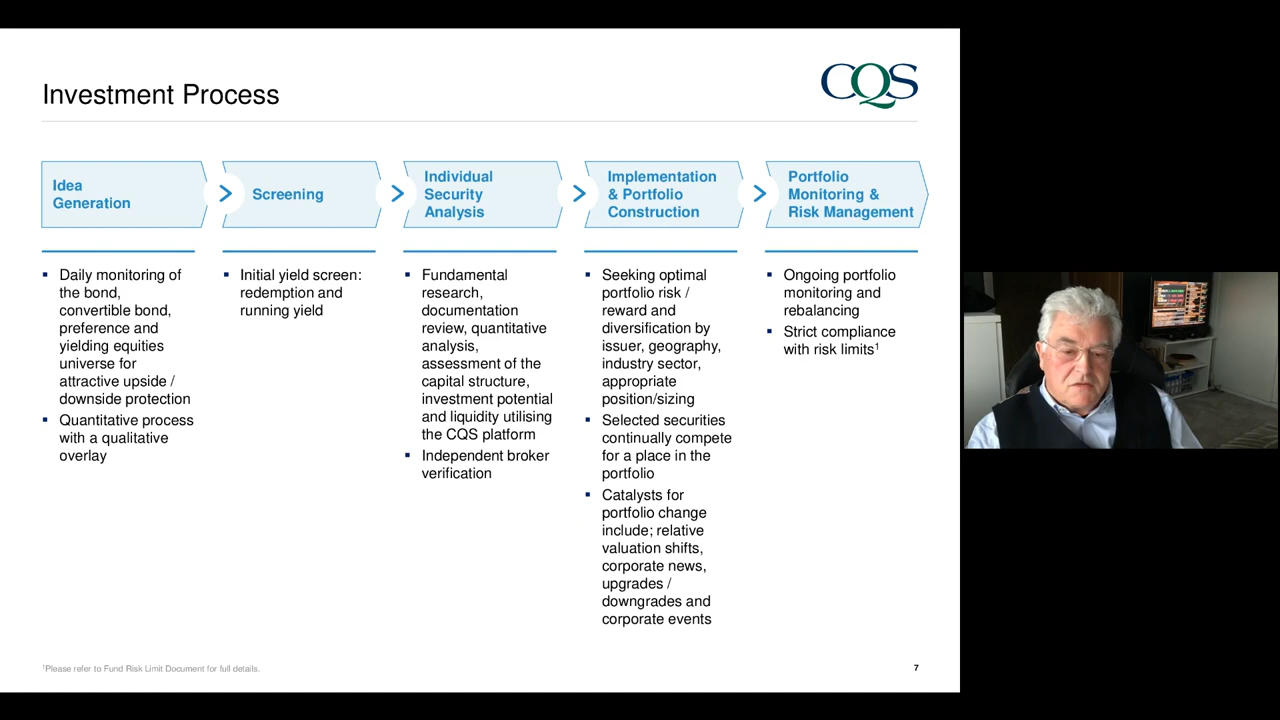 Investment Process
CQS
Idea
Generation
Screening
Individual
Security
Analysis
Implementation
& Portfolio
Construction
Portfolio
Monitoring &
Risk Management
▪ Daily monitoring of
the bond,
convertible bond,
preference and
yielding equities
universe for
attractive upside /
downside protection
▪ Quantitative process
with a qualitative
overlay
▪ Initial yield screen:
redemption and
running yield
▪ Fundamental
research,
documentation
review, quantitative
analysis,
assessment of the
capital structure,
investment potential
and liquidity utilising
the CQS platform
▪ Independent broker
verification
▪ Seeking optimal
portfolio risk /
reward and
diversification by
issuer, geography,
industry sector,
appropriate
position/sizing
▪ Selected securities
continually compete
for a place in the
portfolio
▪ Catalysts for
portfolio change
include; relative
valuation shifts,
corporate news,
upgrades /
downgrades and
corporate events
▪ Ongoing portfolio
monitoring and
rebalancing
▪ Strict compliance
with risk limits¹
¹Please refer to Fund Risk Limit Document for full details.
7